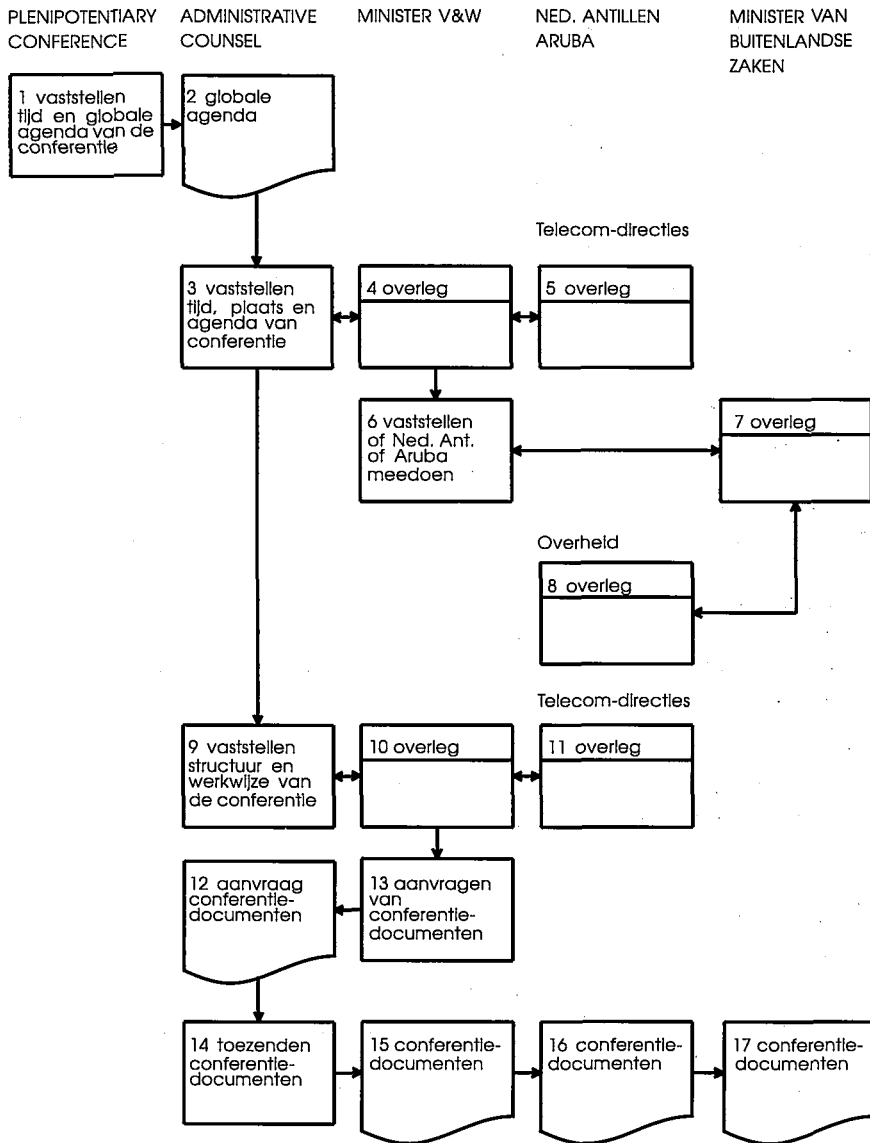 PLENIPOTENTIARY
CONFERENCE
ADMINISTRATIVE
COUNSEL
MINISTER V&W
NED. ANTILLEN
ARUBA
MINISTER VAN
BUITENLANDSE
ZAKEN
1 vaststellen
tijd en globale
agenda van de
conferentie
2 globale
agenda
Telecom-directies
3 vaststellen
tijd, plaats en
agenda van
conferentie
4 overleg
5 overleg
6 vaststellen
of Ned. Ant.
of Aruba
meedoen
7 overleg
Overheid
8 overleg
Telecom-directies
9 vaststellen
structuur en
werkwijze van
de conferentie
10 overleg
11 overleg
12 aanvraag
conferentie-
documenten
13 aanvragen
van
conferentie-
documenten
14 toezenden
conferentie-
documenten
15 conferentie-
documenten
16 conferentie-
documenten
17 conferentie-
documenten